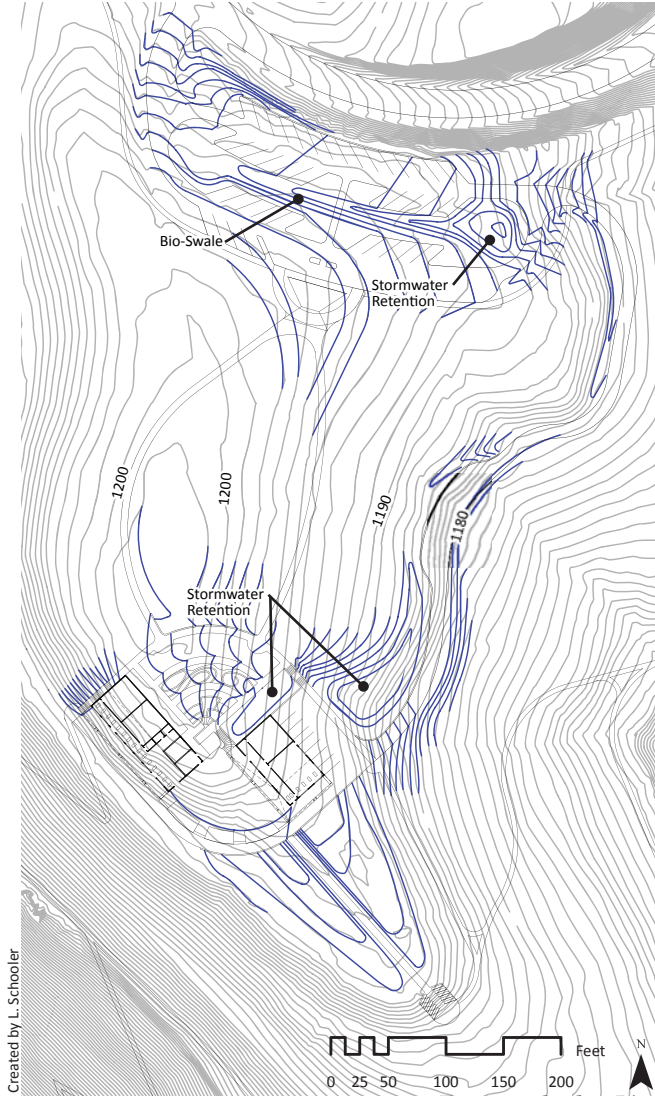 Bio-Swale
Stormwater
Retention
1200
1200
1190
1180
Stormwater
Retention
Created by L. Schooler
N
Feet
0 25 50 100 150 200